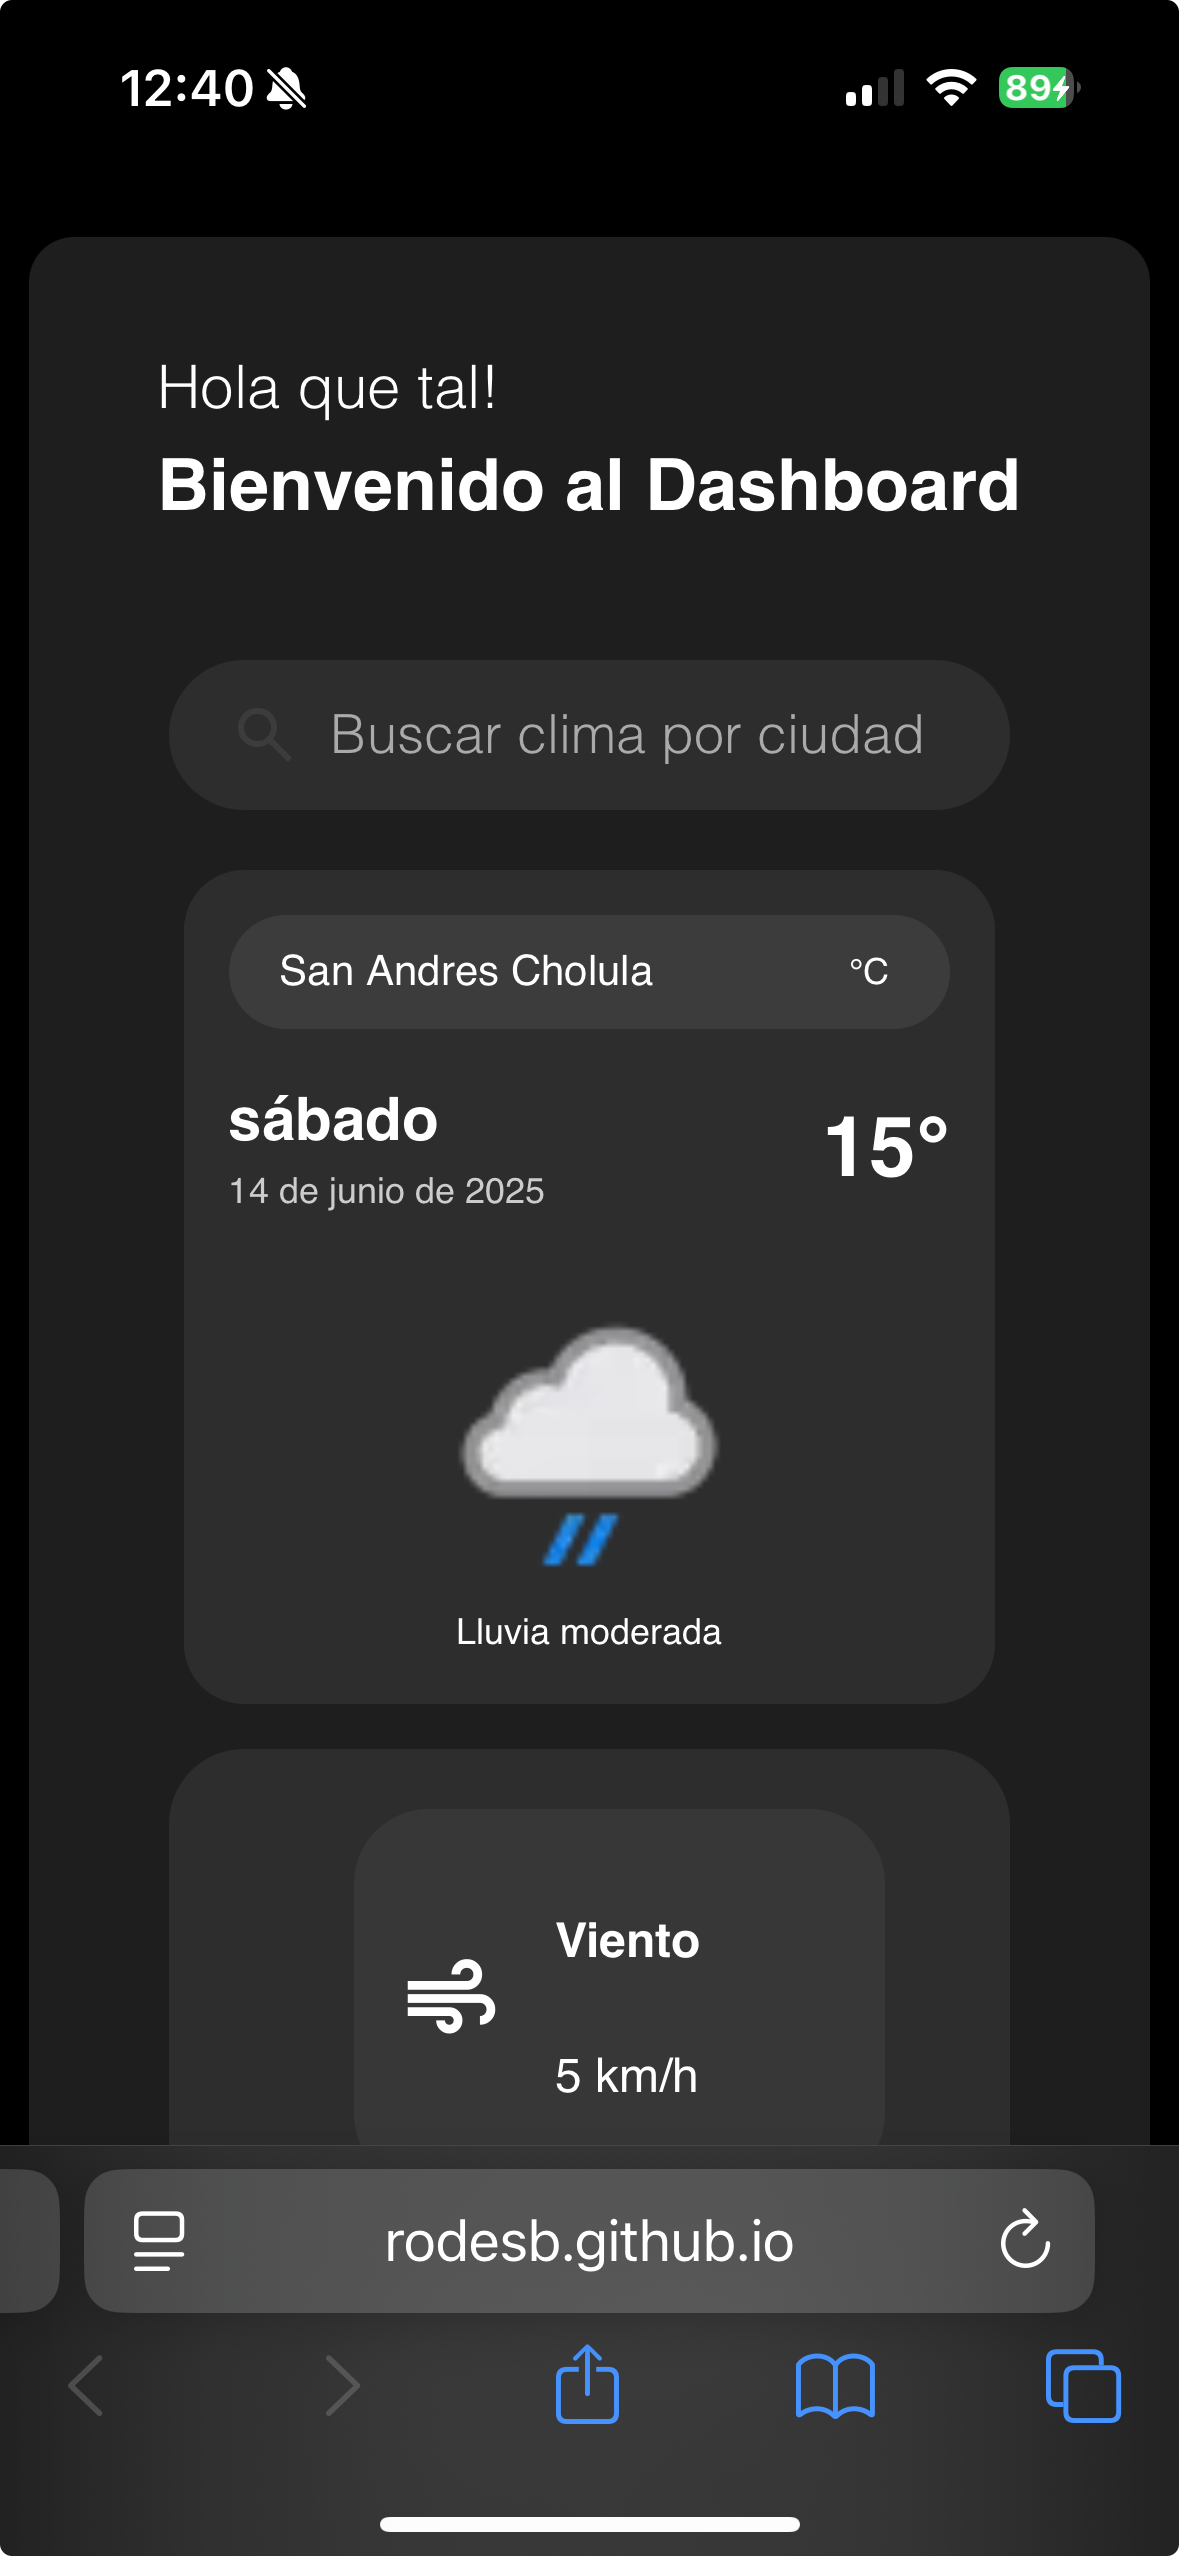 12:40
89
Hola que tal!
Bienvenido al Dashboard
Buscar clima por ciudad
San Andres Cholula °C
sábado
15°
14 de junio de 2025
Lluvia moderada
Viento
5 km/h
rodesb.github.io